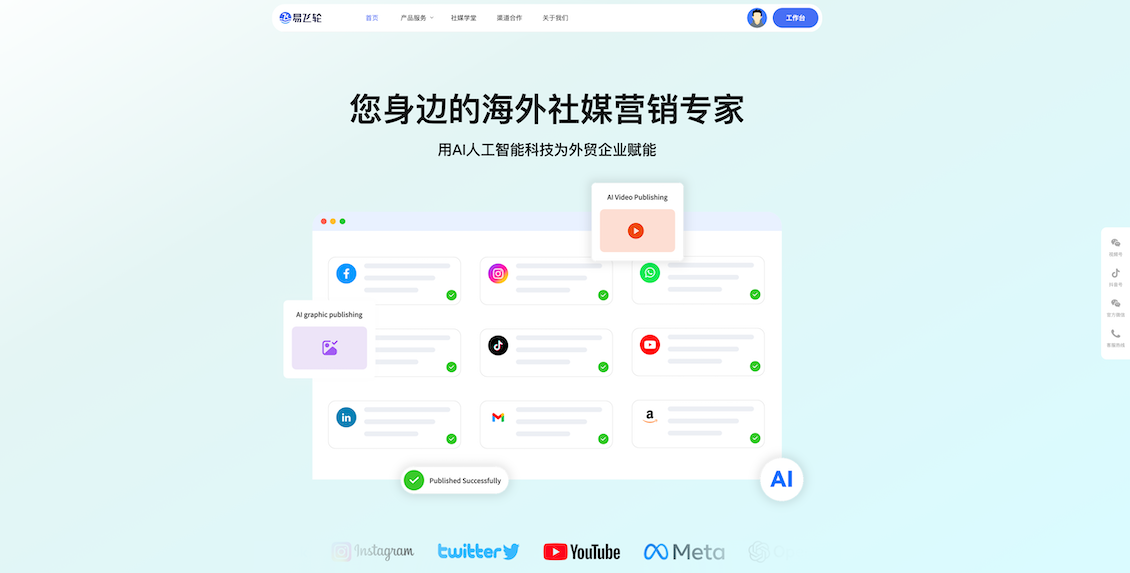 易飞轮
首页 产品服务 社媒学堂 渠道合作 关于我们 工作台
您身边的海外社媒营销专家
用AI人工智能科技为外贸企业赋能
AI Video Publishing
AI graphic publishing
Published Successfully
AI
视频号
抖音号
官方微信
客服热线
Instagram twitter YouTube Meta